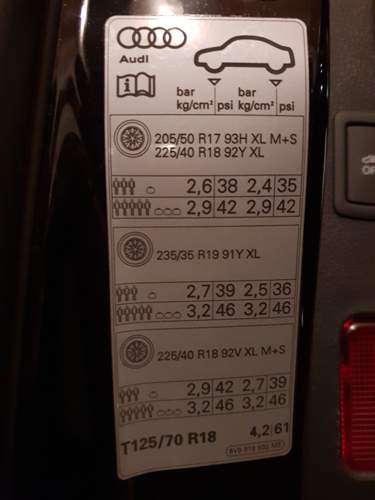 Audi
bar psi bar psi
kg/cm² kg/cm²
205/50 R17 93H XL M+S
225/40 R18 92Y XL
2,6 38 2,4 35
2,9 42 2,9 42
235/35 R19 91Y XL
2,7 39 2,5 36
3,2 46 3,2 46
225/40 R18 92V XL M+S
2,9 42 2,7 39
3,2 46 3,2 46
T125/70 R18 4,2 61